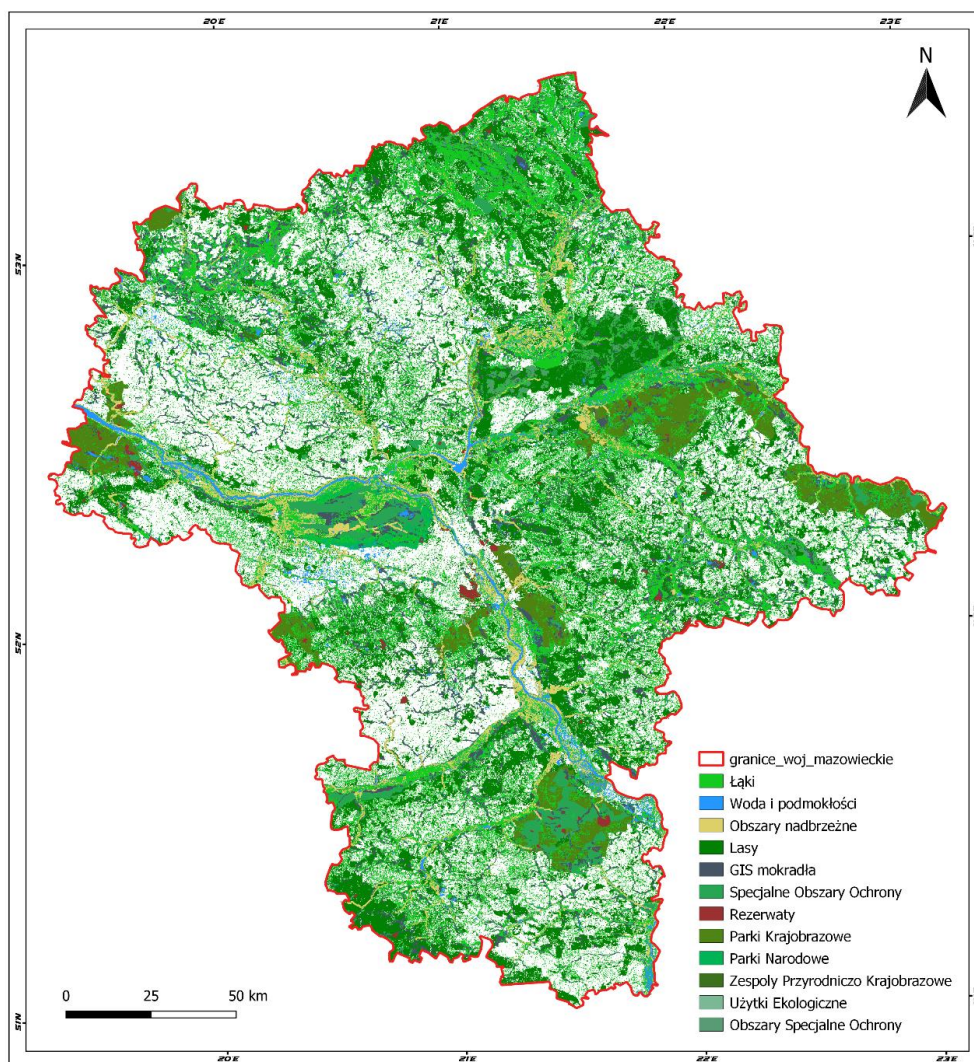 20E 21E 22E 23E
N
53N
52N
granice_woj_mazowieckie
Łąki
Woda i podmokłości
Obszary nadbrzeżne
Lasy
GIS mokradła
Specjalne Obszary Ochrony
Rezerwaty
Parki Krajobrazowe
Parki Narodowe
Zespoly Przyrodniczo Krajobrazowe
Użytki Ekologiczne
Obszary Specjalne Ochrony
0 25 50 km
51N
20E 21E 22E 23E